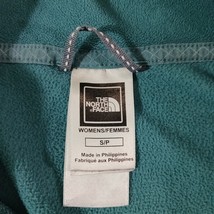 THE
NORTH
FACE
WOMENS/FEMMES
S/P
Made in Philippines
Fabriqué aux Philippines